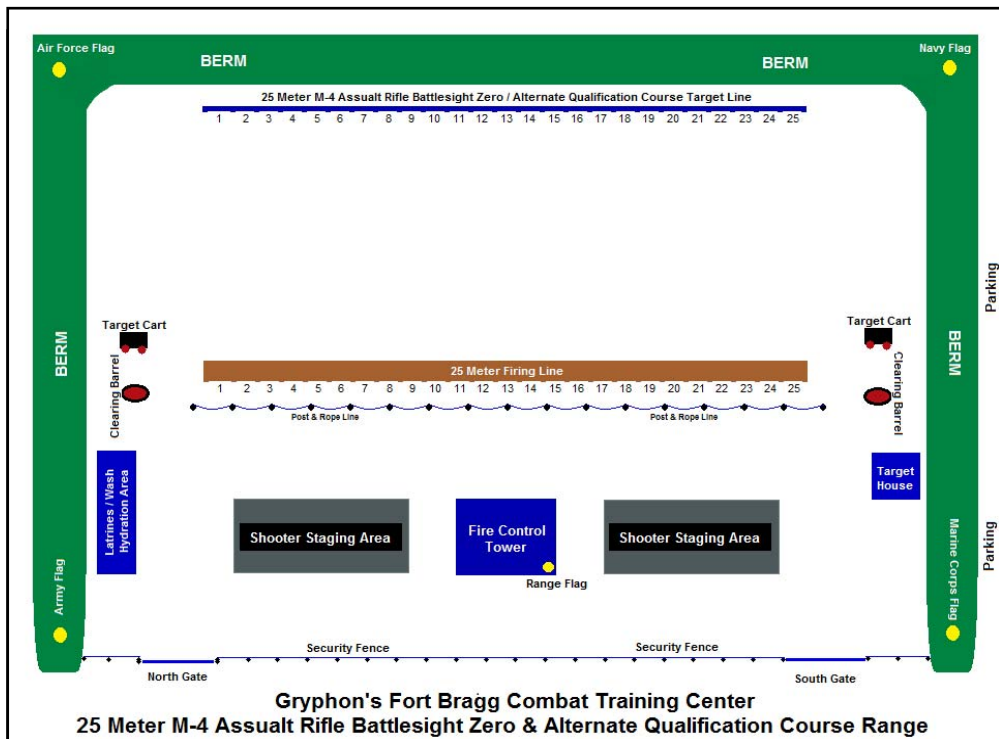 Air Force Flag
Navy Flag
BERM
BERM
25 Meter M-4 Assualt Rifle Battlesight Zero / Alternate Qualification Course Target Line
1 2 3 4 5 6 7 8 9 10 11 12 13 14 15 16 17 18 19 20 21 22 23 24 25
Parking
Target Cart
Target Cart
BERM
BERM
Clearing Barrel
Clearing Barrel
25 Meter Firing Line
1 2 3 4 5 6 7 8 9 10 11 12 13 14 15 16 17 18 19 20 21 22 23 24 25
Post & Rope Line
Post & Rope Line
Latrines / Wash
Hydration Area
Target
House
Shooter Staging Area
Fire Control
Tower
Shooter Staging Area
Range Flag
Army Flag
Marine Corps Flag
Parking
Security Fence
Security Fence
North Gate
South Gate
Gryphon's Fort Bragg Combat Training Center
25 Meter M-4 Assualt Rifle Battlesight Zero & Alternate Qualification Course Range